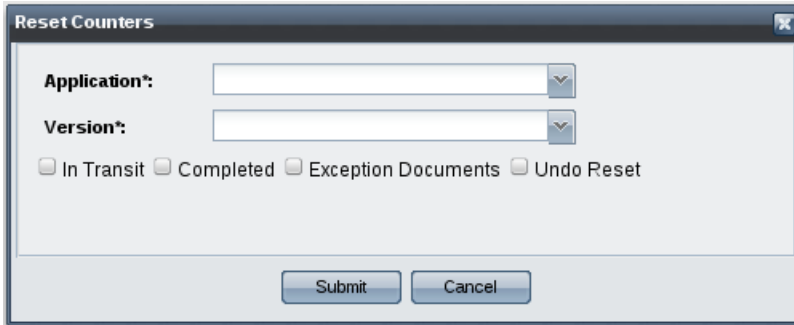 Reset Counters
Application*:
Version*:
In Transit Completed Exception Documents Undo Reset
Submit Cancel